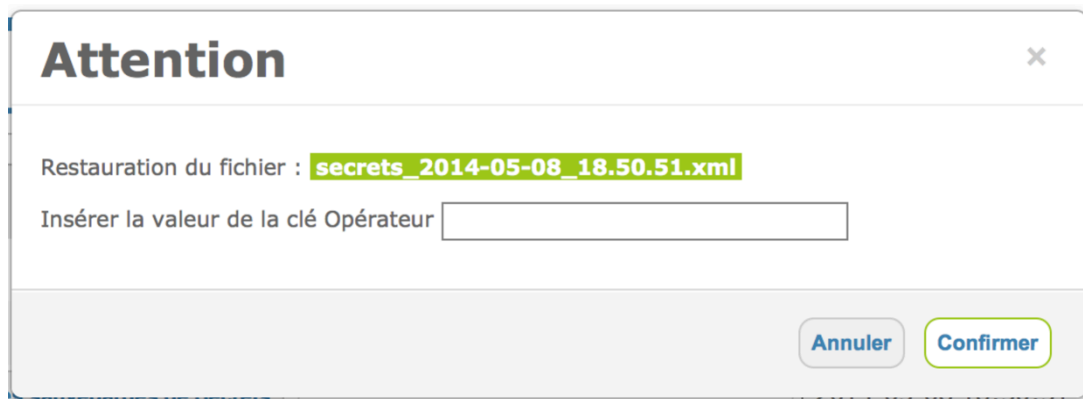 Attention
×
Restauration du fichier : secrets_2014-05-08_18.50.51.xml
Insérer la valeur de la clé Opérateur
Annuler Confirmer